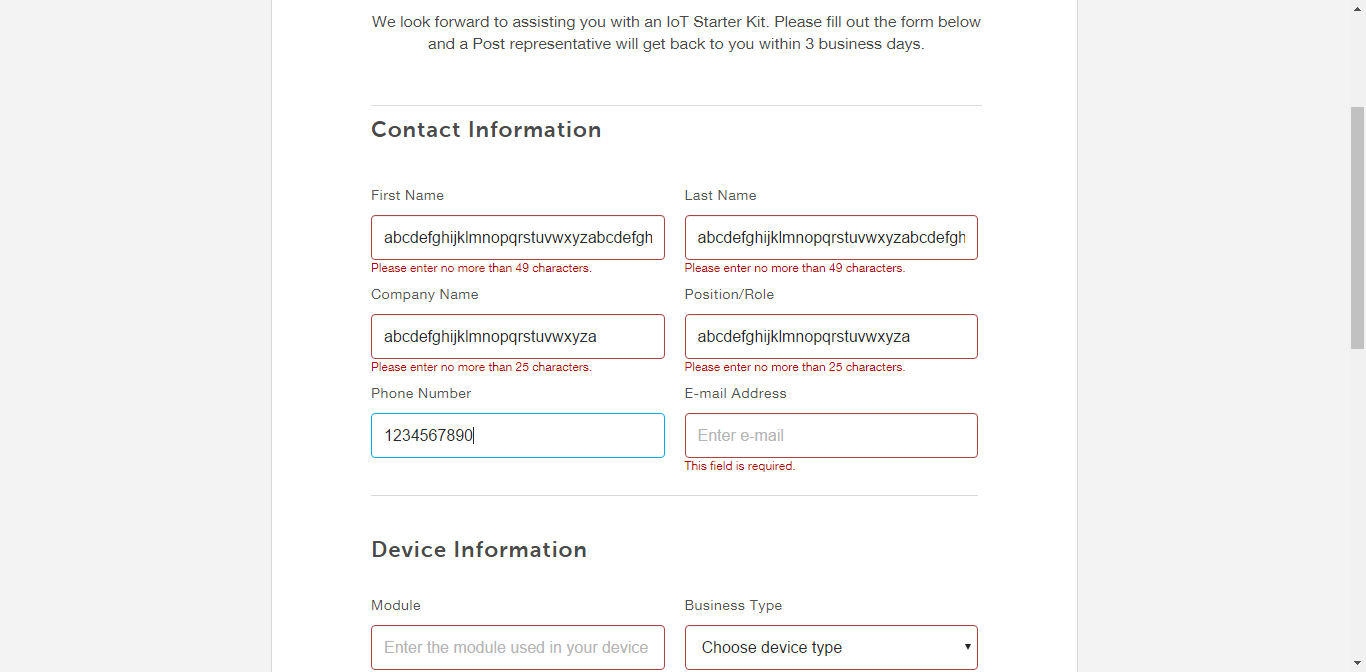 We look forward to assisting you with an IoT Starter Kit. Please fill out the form below
and a Post representative will get back to you within 3 business days.
Contact Information
First Name
Last Name
abcdefghijklmnopqrstuvwxyzabcdefgh
abcdefghijklmnopqrstuvwxyzabcdefgh
Please enter no more than 49 characters.
Please enter no more than 49 characters.
Company Name
Position/Role
abcdefghijklmnopqrstuvwxyza
abcdefghijklmnopqrstuvwxyza
Please enter no more than 25 characters.
Please enter no more than 25 characters.
Phone Number
E-mail Address
1234567890
Enter e-mail
This field is required.
Device Information
Module
Business Type
Enter the module used in your device
Choose device type